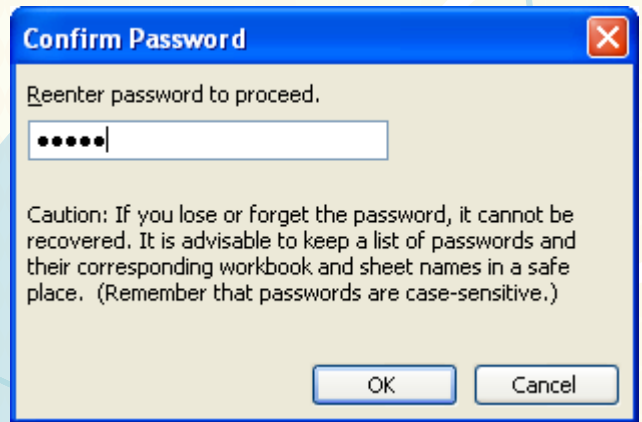 Confirm Password
Reenter password to proceed.
•••••
Caution: If you lose or forget the password, it cannot be
recovered. It is advisable to keep a list of passwords and
their corresponding workbook and sheet names in a safe
place.  (Remember that passwords are case-sensitive.)
OK Cancel